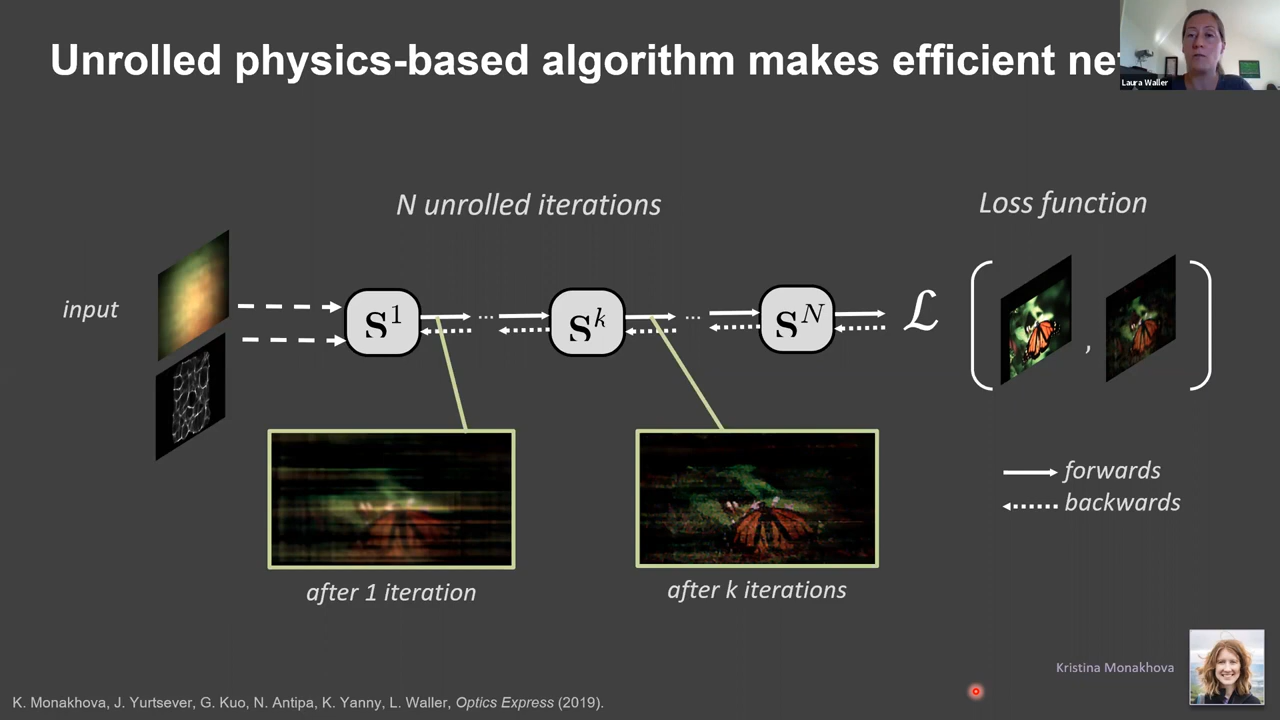 Unrolled physics-based algorithm makes efficient
Laura Waller
N unrolled iterations
Loss function
input
S¹
...
Sᵏ
...
Sᴺ
ℒ
,
forwards
backwards
after 1 iteration
after k iterations
Kristina Monakhova
K. Monakhova, J. Yurtsever, G. Kuo, N. Antipa, K. Yanny, L. Waller, Optics Express (2019).